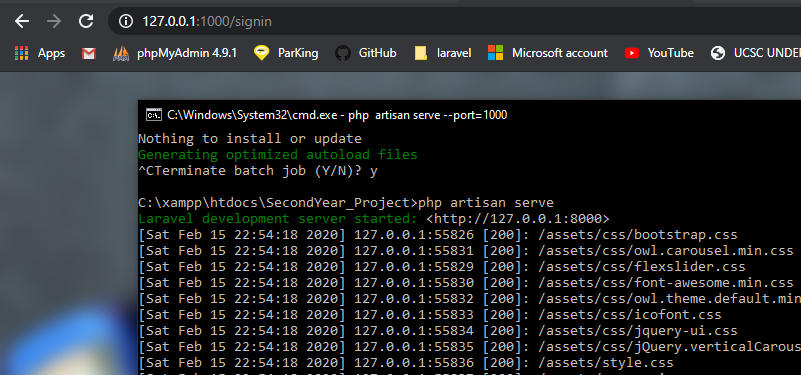 127.0.0.1:1000/signin
Apps phpMyAdmin 4.9.1 ParKing GitHub laravel Microsoft account YouTube UCSC UNDER
C:\Windows\System32\cmd.exe - php  artisan serve --port=1000
Nothing to install or update
Generating optimized autoload files
^CTerminate batch job (Y/N)? y
C:\xampp\htdocs\SecondYear_Project>php artisan serve
Laravel development server started: <http://127.0.0.1:8000>
[Sat Feb 15 22:54:18 2020] 127.0.0.1:55826 [200]: /assets/css/bootstrap.css
[Sat Feb 15 22:54:18 2020] 127.0.0.1:55831 [200]: /assets/css/owl.carousel.min.css
[Sat Feb 15 22:54:18 2020] 127.0.0.1:55829 [200]: /assets/css/flexslider.css
[Sat Feb 15 22:54:18 2020] 127.0.0.1:55830 [200]: /assets/css/font-awesome.min.css
[Sat Feb 15 22:54:18 2020] 127.0.0.1:55832 [200]: /assets/css/owl.theme.default.min
[Sat Feb 15 22:54:18 2020] 127.0.0.1:55833 [200]: /assets/css/icofont.css
[Sat Feb 15 22:54:18 2020] 127.0.0.1:55834 [200]: /assets/css/jquery-ui.css
[Sat Feb 15 22:54:18 2020] 127.0.0.1:55835 [200]: /assets/css/jQuery.verticalCarous
[Sat Feb 15 22:54:18 2020] 127.0.0.1:55836 [200]: /assets/style.css